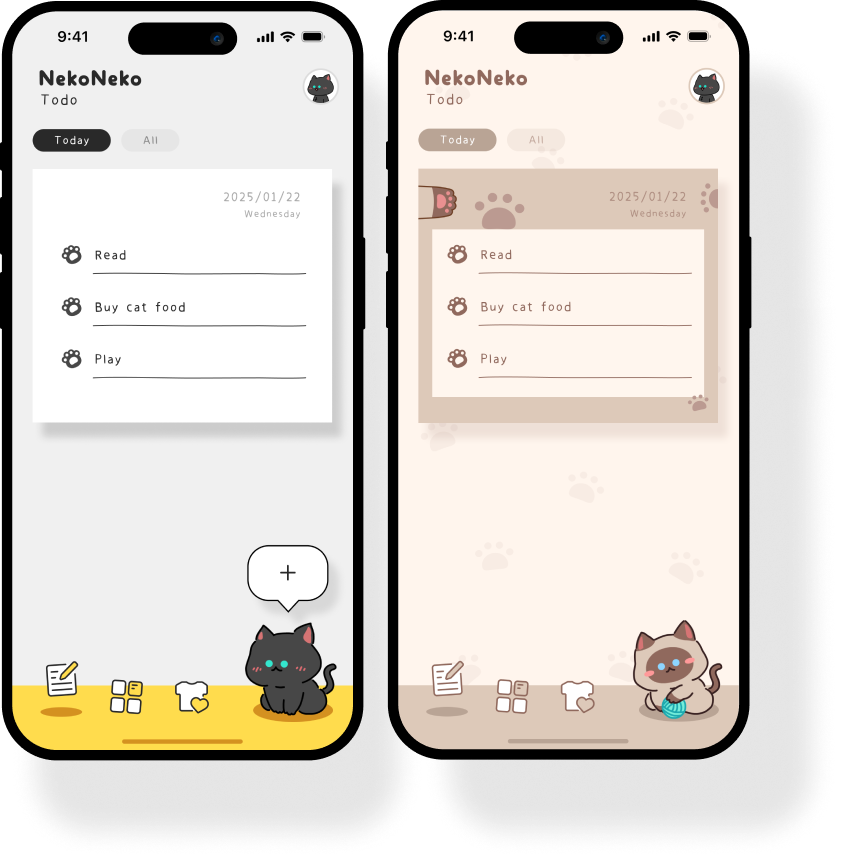 9:41
NekoNeko
Todo
Today All
2025/01/22
Wednesday
Read
Buy cat food
Play
+
9:41
NekoNeko
Todo
Today All
2025/01/22
Wednesday
Read
Buy cat food
Play